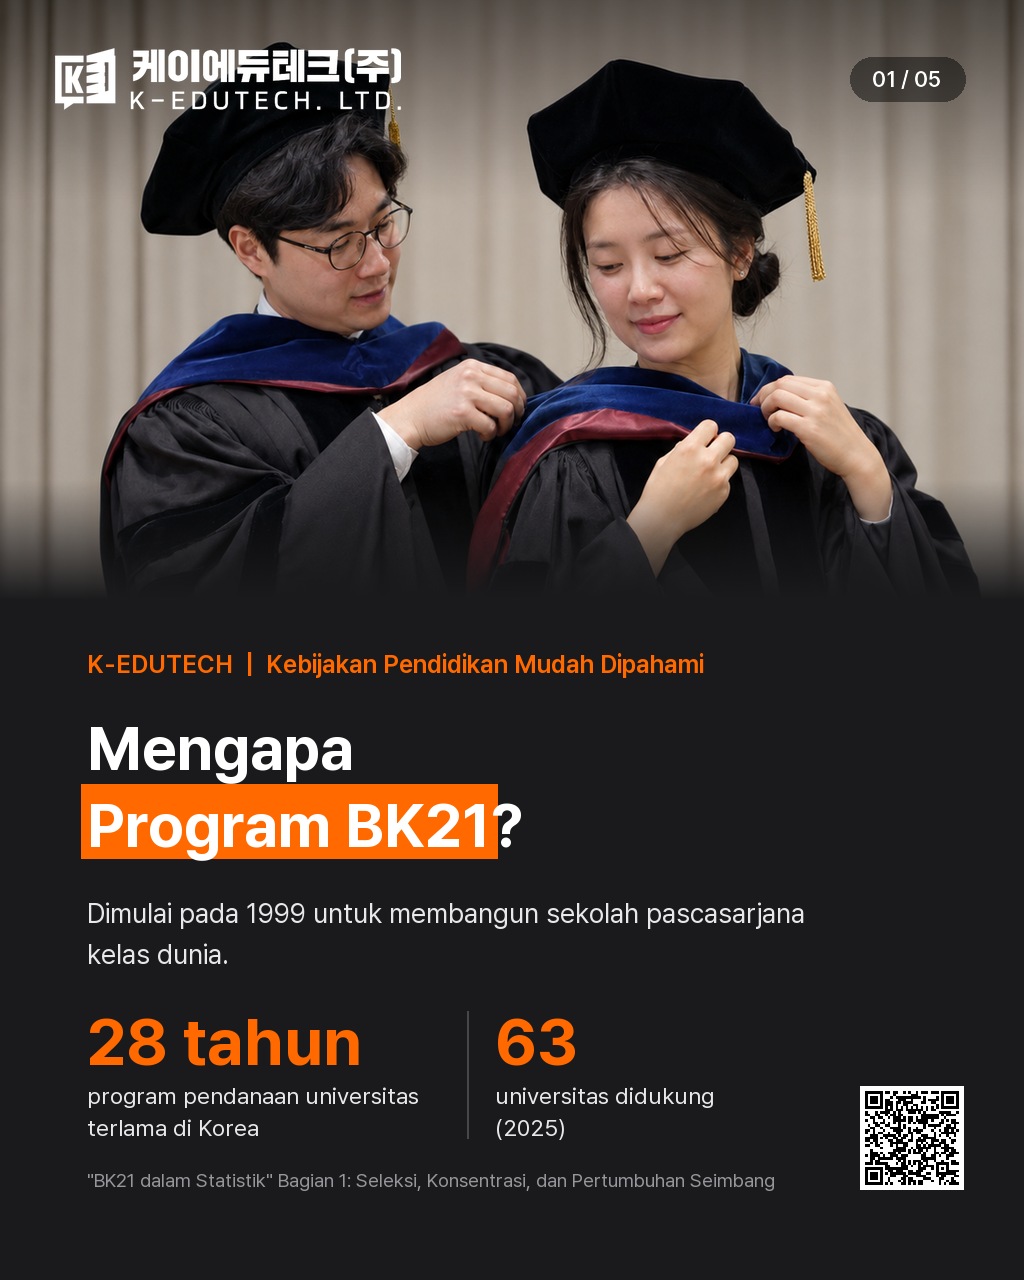 케이에듀테크(주)
K-EDUTECH. LTD.
01 / 05
K-EDUTECH | Kebijakan Pendidikan Mudah Dipahami
Mengapa
Program BK21?
Dimulai pada 1999 untuk membangun sekolah pascasarjana
kelas dunia.
28 tahun
program pendanaan universitas
terlama di Korea
63
universitas didukung
(2025)
"BK21 dalam Statistik" Bagian 1: Seleksi, Konsentrasi, dan Pertumbuhan Seimbang